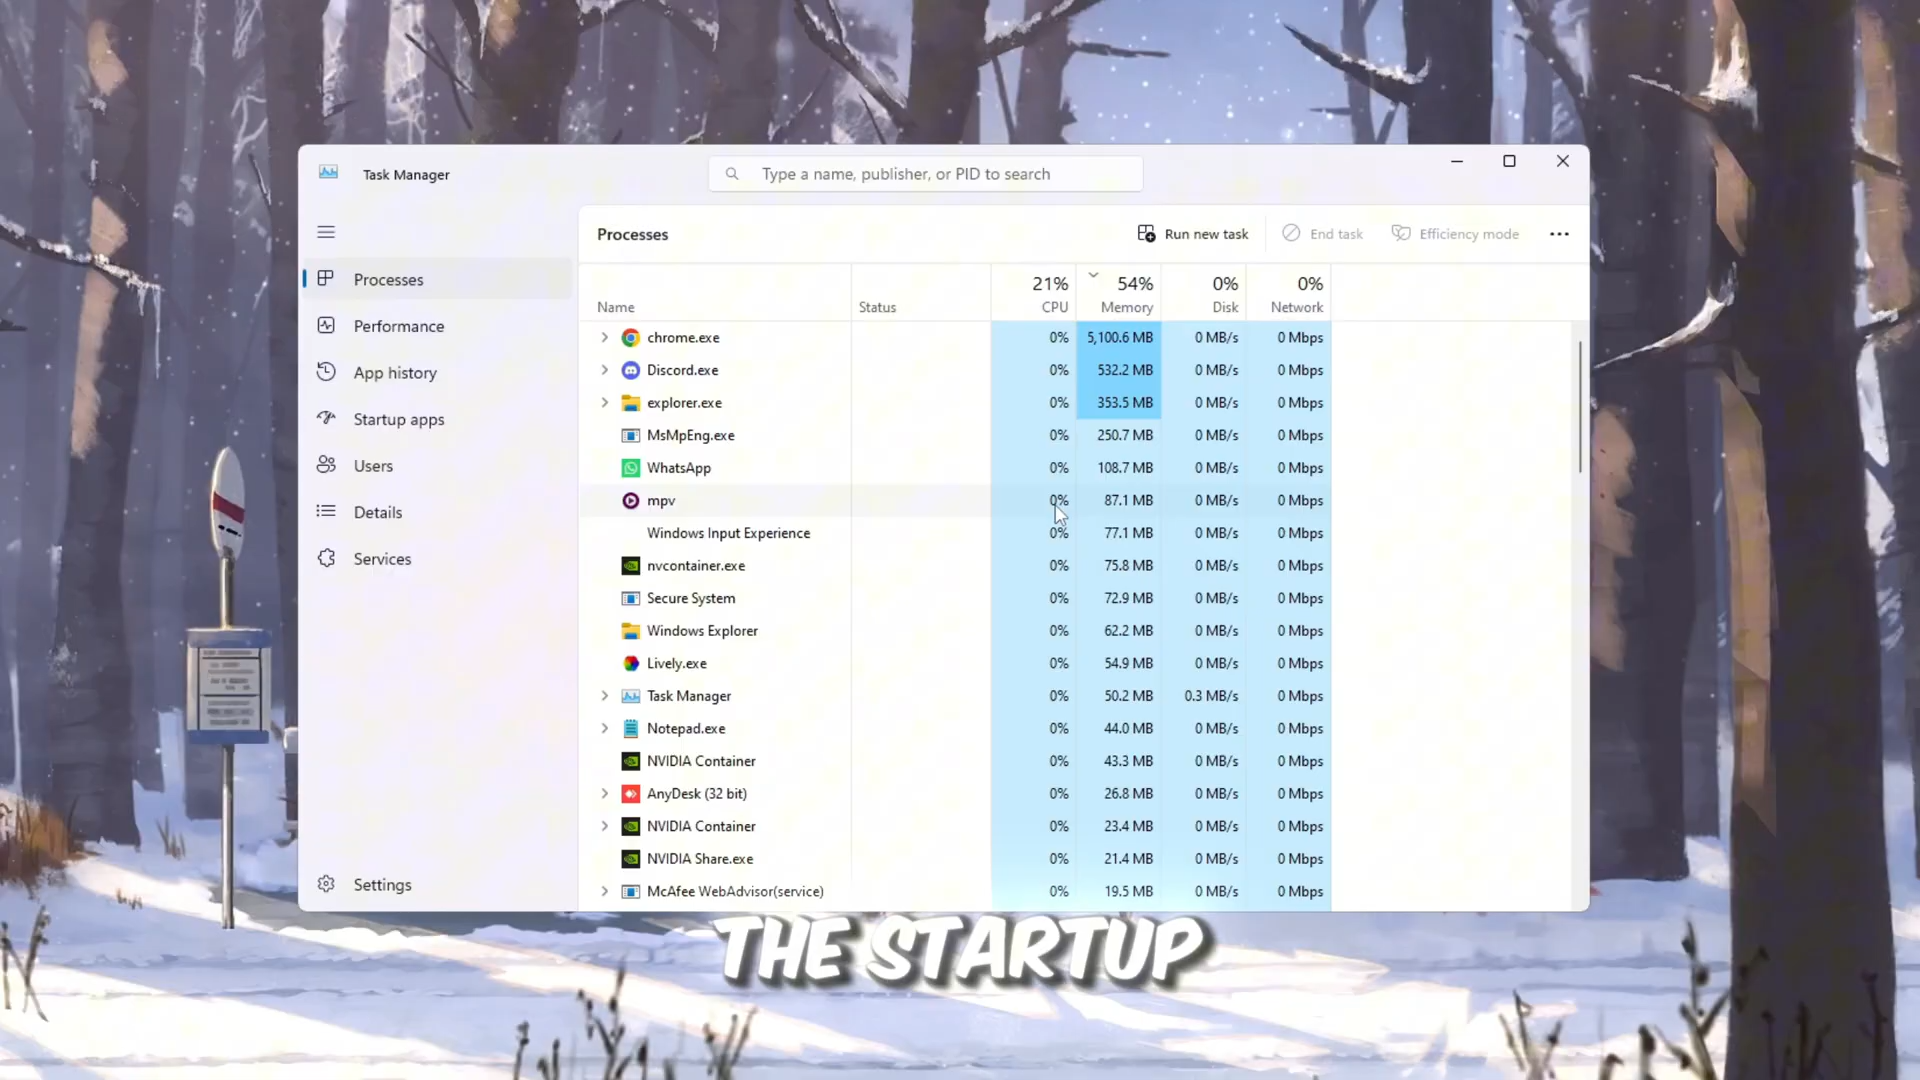 Task Manager
Type a name, publisher, or PID to search
Processes
Run new task
End task
Efficiency mode
Processes
Performance
App history
Startup apps
Users
Details
Services
Settings
21% 54% 0% 0%
Name Status CPU Memory Disk Network
chrome.exe 0% 5,100.6 MB 0 MB/s 0 Mbps
Discord.exe 0% 532.2 MB 0 MB/s 0 Mbps
explorer.exe 0% 353.5 MB 0 MB/s 0 Mbps
MsMpEng.exe 0% 250.7 MB 0 MB/s 0 Mbps
WhatsApp 0% 108.7 MB 0 MB/s 0 Mbps
mpv 0% 87.1 MB 0 MB/s 0 Mbps
Windows Input Experience 0% 77.1 MB 0 MB/s 0 Mbps
nvcontainer.exe 0% 75.8 MB 0 MB/s 0 Mbps
Secure System 0% 72.9 MB 0 MB/s 0 Mbps
Windows Explorer 0% 62.2 MB 0 MB/s 0 Mbps
Lively.exe 0% 54.9 MB 0 MB/s 0 Mbps
Task Manager 0% 50.2 MB 0.3 MB/s 0 Mbps
Notepad.exe 0% 44.0 MB 0 MB/s 0 Mbps
NVIDIA Container 0% 43.3 MB 0 MB/s 0 Mbps
AnyDesk (32 bit) 0% 26.8 MB 0 MB/s 0 Mbps
NVIDIA Container 0% 23.4 MB 0 MB/s 0 Mbps
NVIDIA Share.exe 0% 21.4 MB 0 MB/s 0 Mbps
McAfee WebAdvisor(service) 0% 19.5 MB 0 MB/s 0 Mbps
THE STARTUP